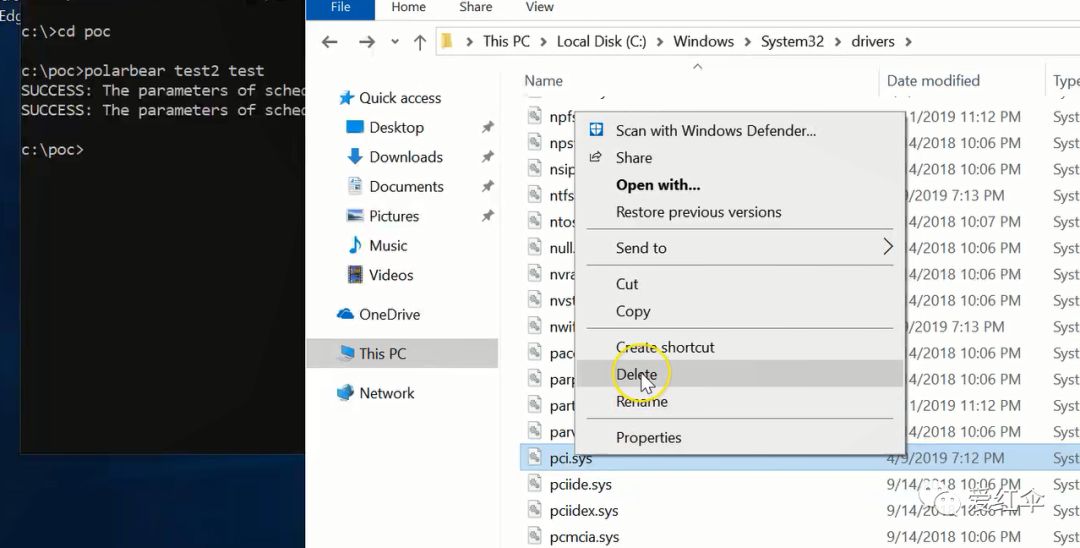 Edg
c:\>cd poc
c:\poc>polarbear test2 test
SUCCESS: The parameters of sched
SUCCESS: The parameters of sched
c:\poc>
File Home Share View
This PC Local Disk (C:) Windows System32 drivers
Name Date modified Type
Quick access
Desktop
Downloads
Documents
Pictures
Music
Videos
OneDrive
This PC
Network
npfs /1/2019 11:12 PM Syst
nps 4/2018 10:06 PM Syst
nsip 4/2018 10:06 PM Syst
ntfs 9/2019 7:13 PM Syst
ntos 4/2018 10:07 PM Syst
null. 4/2018 10:06 PM Syst
nvra 4/2018 10:06 PM Syst
nvst 4/2018 10:06 PM Syst
nwif 9/2019 7:13 PM Syst
pace 4/2018 10:06 PM Syst
parp 4/2018 10:06 PM Syst
part /1/2019 11:12 PM Syst
parv 4/2018 10:06 PM Syst
pci.sys 4/9/2019 7:12 PM Syst
pciide.sys 9/14/2018 10:06 PM Syst
pciidex.sys 9/14/2018 10:06 PM Syst
pcmcia.sys 9/14/2018 10:06 PM Syst
Scan with Windows Defender...
Share
Open with...
Restore previous versions
Send to
Cut
Copy
Create shortcut
Delete
Rename
Properties
爱红伞